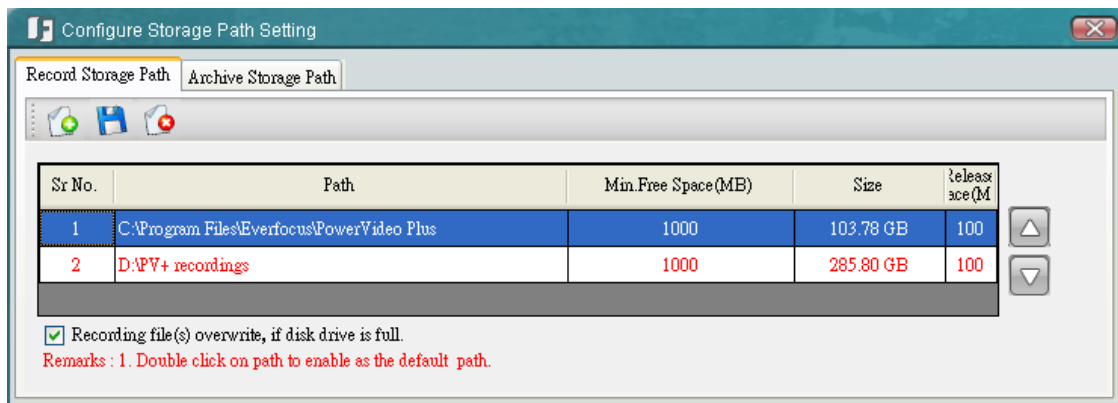 Configure Storage Path Setting
Record Storage Path Archive Storage Path
Sr No. Path Min.Free Space(MB) Size Release
ace(M
1 C:\Program Files\Everfocus\PowerVideo Plus 1000 103.78 GB 100
2 D:\PV+ recordings 1000 285.80 GB 100
Recording file(s) overwrite, if disk drive is full.
Remarks : 1. Double click on path to enable as the default path.